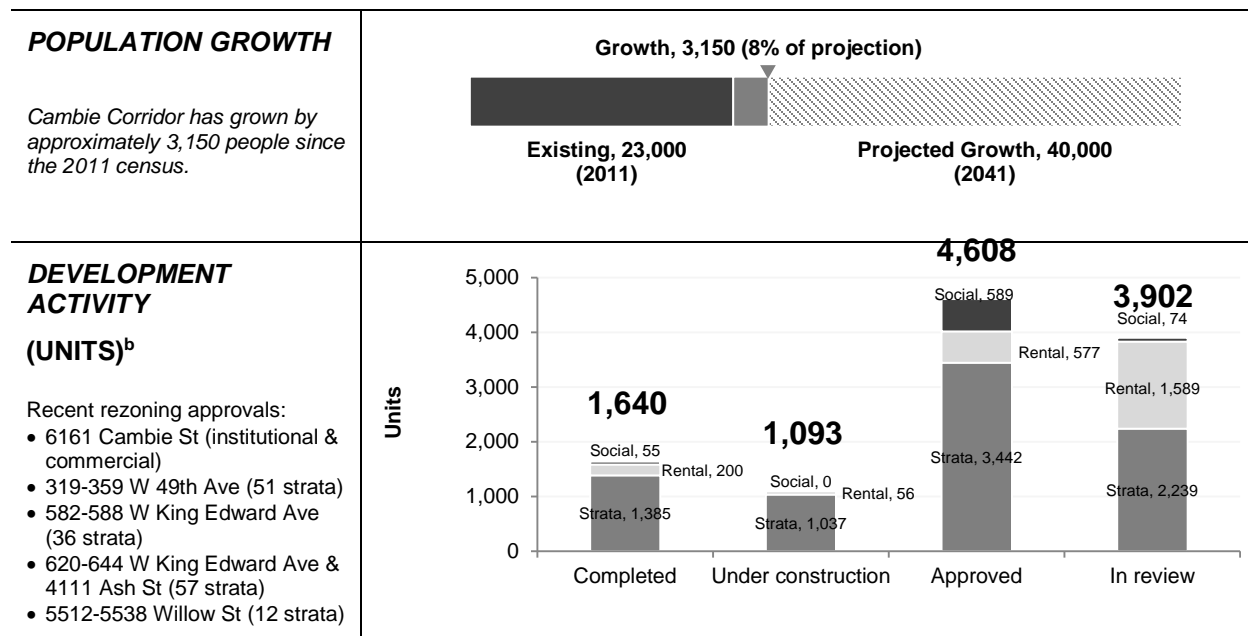 POPULATION GROWTH
Cambie Corridor has grown by
approximately 3,150 people since
the 2011 census.
Growth, 3,150 (8% of projection)
Existing, 23,000
(2011)
Projected Growth, 40,000
(2041)
DEVELOPMENT
ACTIVITY
(UNITS)b
Recent rezoning approvals:
• 6161 Cambie St (institutional &
commercial)
• 319-359 W 49th Ave (51 strata)
• 582-588 W King Edward Ave
(36 strata)
• 620-644 W King Edward Ave &
4111 Ash St (57 strata)
• 5512-5538 Willow St (12 strata)
Units
5,000
4,000
3,000
2,000
1,000
0
1,640
Social, 55
Rental, 200
Strata, 1,385
Completed
1,093
Social, 0
Rental, 56
Strata, 1,037
Under construction
4,608
Social, 589
Rental, 577
Strata, 3,442
Approved
3,902
Social, 74
Rental, 1,589
Strata, 2,239
In review